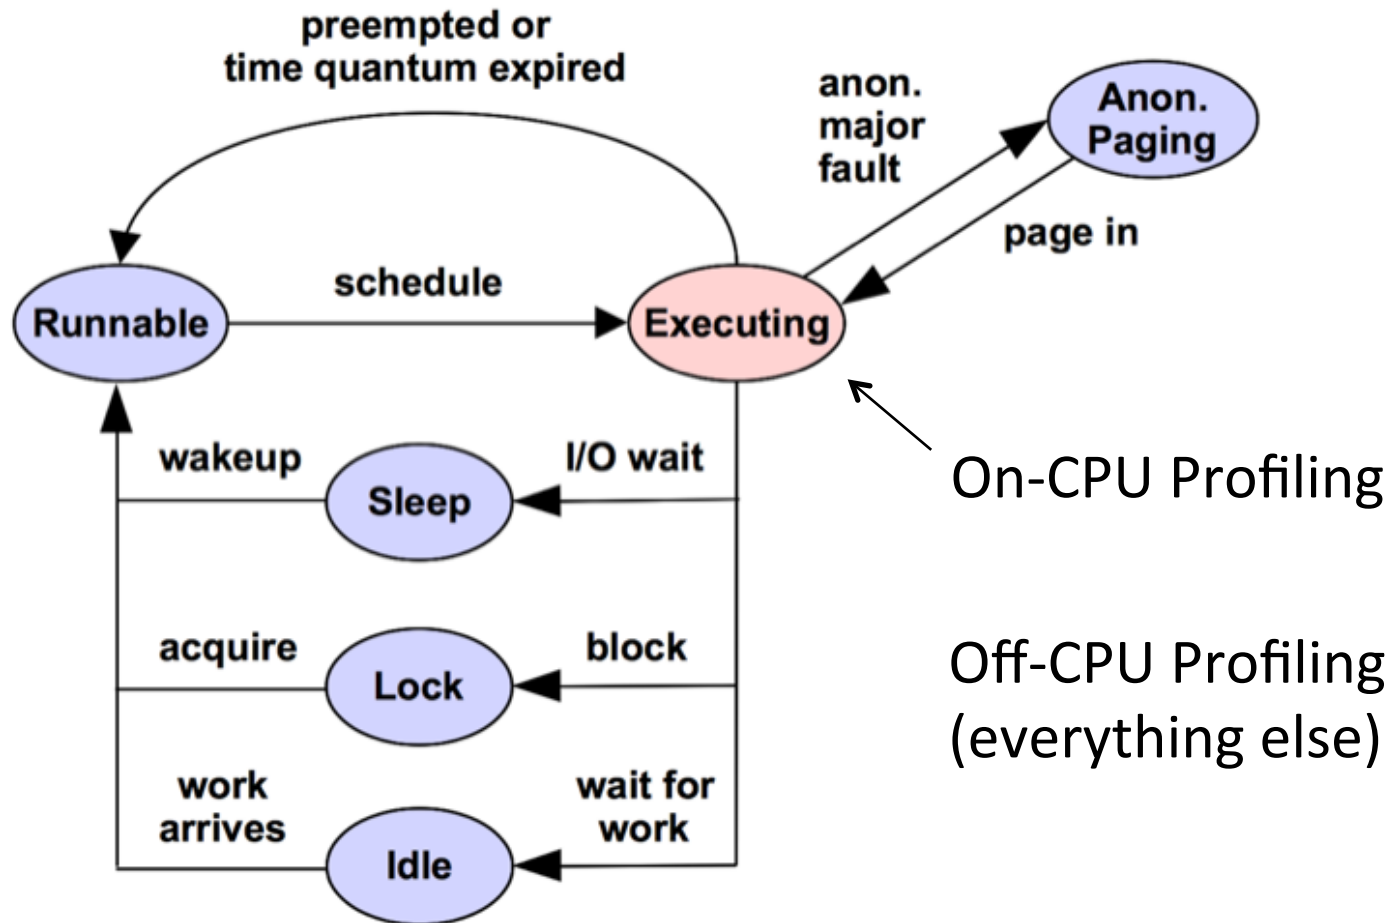 preempted or
time quantum expired
anon.
major
fault
Anon.
Paging
page in
schedule
Runnable
Executing
wakeup
I/O wait
Sleep
On-CPU Profiling
acquire
block
Lock
Off-CPU Profiling
(everything else)
work
arrives
wait for
work
Idle